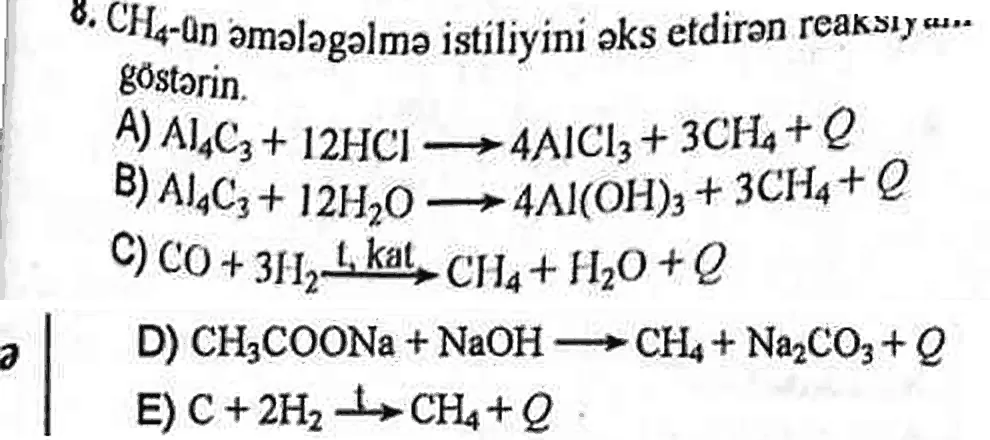 8. CH₄-ün əmələgəlmə istiliyini əks etdirən
göstərin.
A) Al₄C₃ + 12HCl ⟶ 4AlCl₃ + 3CH₄ + Q
B) Al₄C₃ + 12H₂O ⟶ 4Al(OH)₃ + 3CH₄ + Q
C) CO + 3H₂ —t, kat→ CH₄ + H₂O + Q
D) CH₃COONa + NaOH ⟶ CH₄ + Na₂CO₃ + Q
E) C + 2H₂ —t→ CH₄ + Q